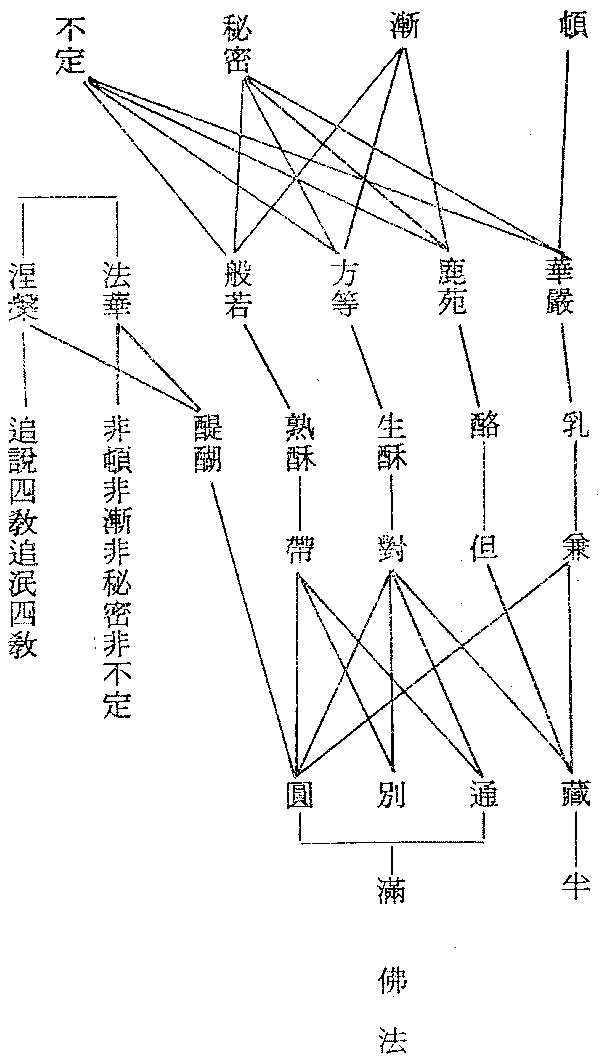 頓
漸
秘密
不定
華嚴
鹿苑
方等
般若
法華
涅槃
乳
酪
生酥
熟酥
醍醐
非頓非漸非秘密非不定
追說四教追泯四教
兼
但
對
帶
藏
通
別
圓
半
滿
佛法